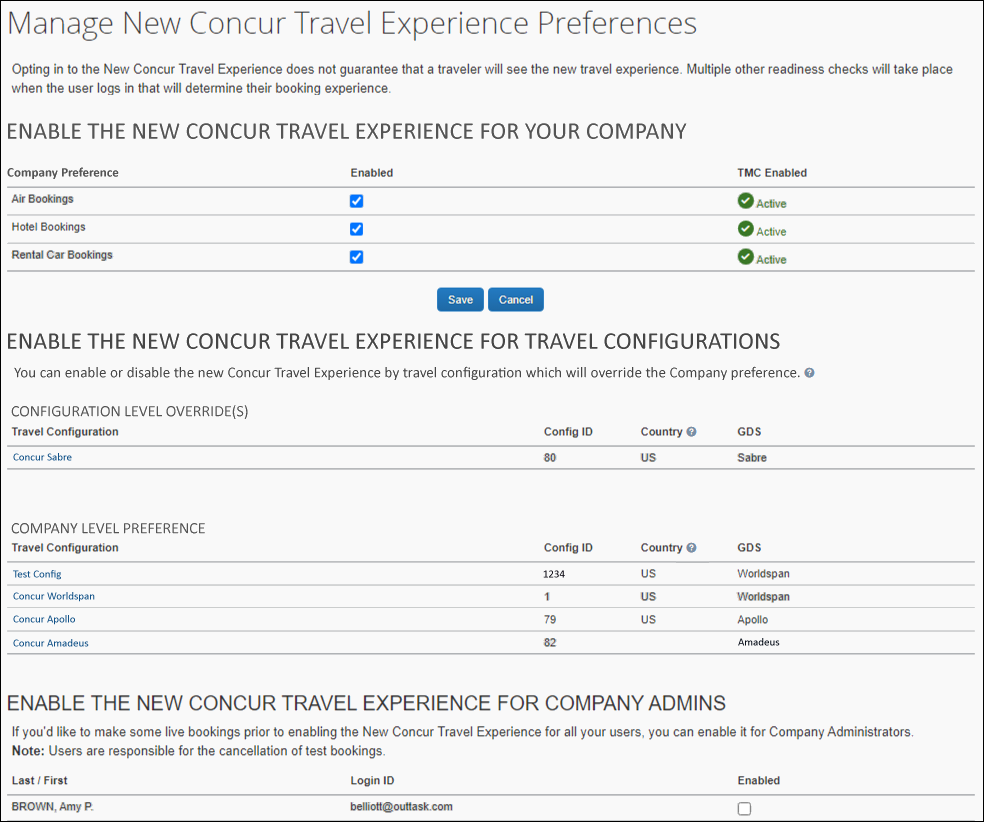 Manage New Concur Travel Experience Preferences
Opting in to the New Concur Travel Experience does not guarantee that a traveler will see the new travel experience. Multiple other readiness checks will take place
when the user logs in that will determine their booking experience.
ENABLE THE NEW CONCUR TRAVEL EXPERIENCE FOR YOUR COMPANY
Company Preference Enabled TMC Enabled
Air Bookings Active
Hotel Bookings Active
Rental Car Bookings Active
Save Cancel
ENABLE THE NEW CONCUR TRAVEL EXPERIENCE FOR TRAVEL CONFIGURATIONS
You can enable or disable the new Concur Travel Experience by travel configuration which will override the Company preference. ?
CONFIGURATION LEVEL OVERRIDE(S)
Travel Configuration Config ID Country ? GDS
Concur Sabre 80 US Sabre
COMPANY LEVEL PREFERENCE
Travel Configuration Config ID Country ? GDS
Test Config 1234 US Worldspan
Concur Worldspan 1 US Worldspan
Concur Apollo 79 US Apollo
Concur Amadeus 82 Amadeus
ENABLE THE NEW CONCUR TRAVEL EXPERIENCE FOR COMPANY ADMINS
If you'd like to make some live bookings prior to enabling the New Concur Travel Experience for all your users, you can enable it for Company Administrators.
Note: Users are responsible for the cancellation of test bookings.
Last / First Login ID Enabled
BROWN, Amy P. belliott@outtask.com